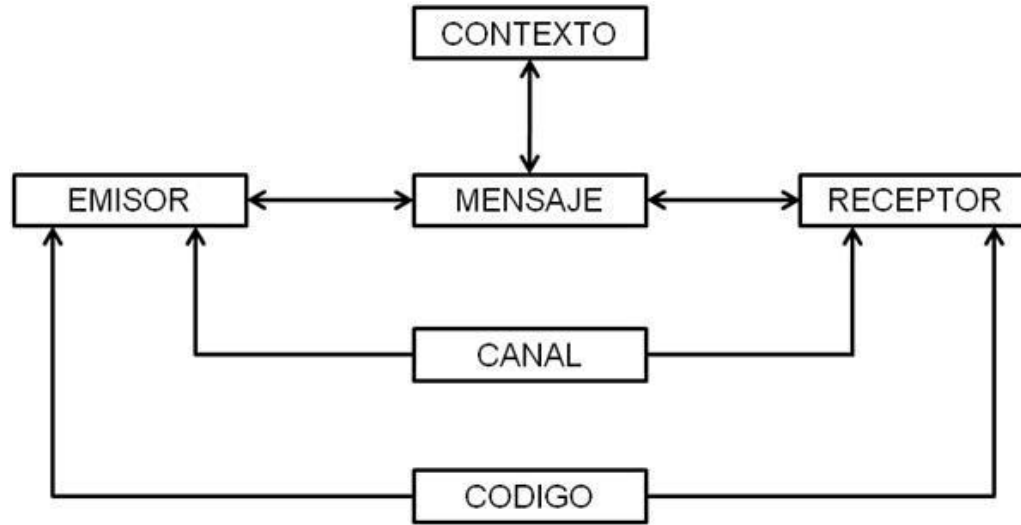 CONTEXTO
EMISOR
MENSAJE
RECEPTOR
CANAL
CODIGO